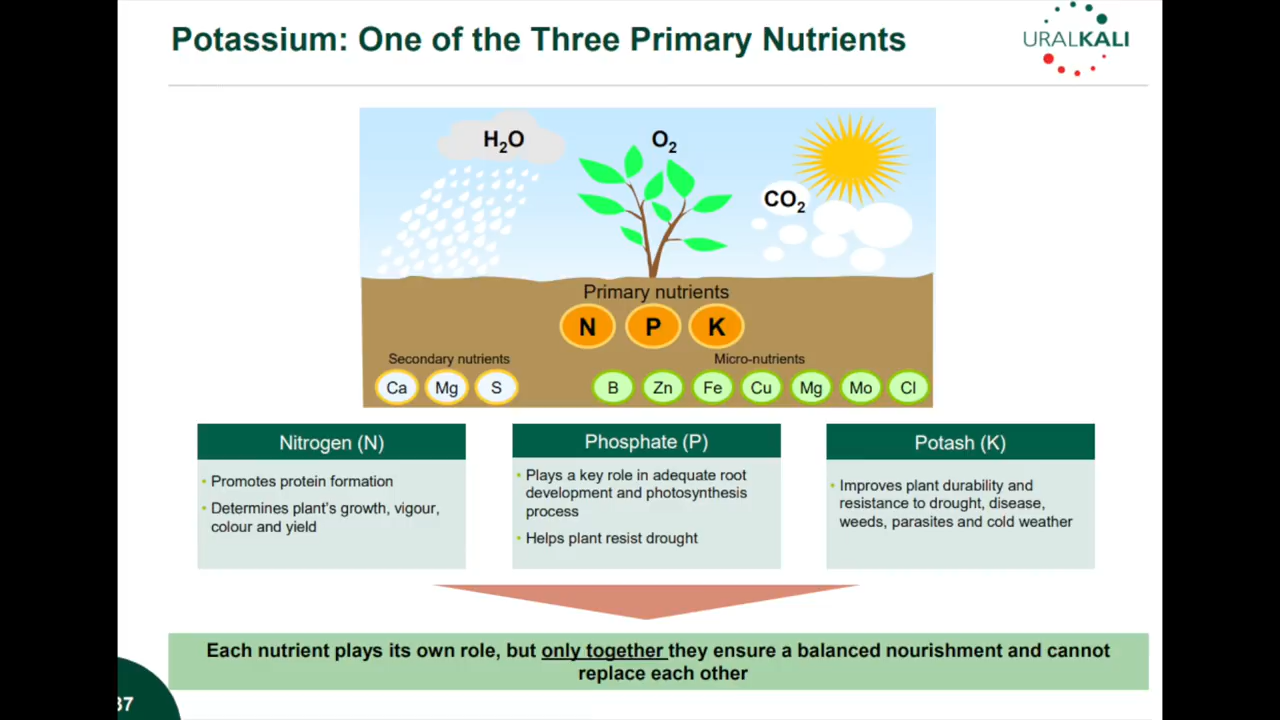 Potassium: One of the Three Primary Nutrients
URALKALI
H₂O
O₂
CO₂
Primary nutrients
N P K
Secondary nutrients
Micro-nutrients
Ca Mg S
B Zn Fe Cu Mg Mo Cl
Nitrogen (N)
• Promotes protein formation
• Determines plant's growth, vigour,
colour and yield
Phosphate (P)
• Plays a key role in adequate root
development and photosynthesis
process
• Helps plant resist drought
Potash (K)
• Improves plant durability and
resistance to drought, disease,
weeds, parasites and cold weather
Each nutrient plays its own role, but only together they ensure a balanced nourishment and cannot
replace each other
37